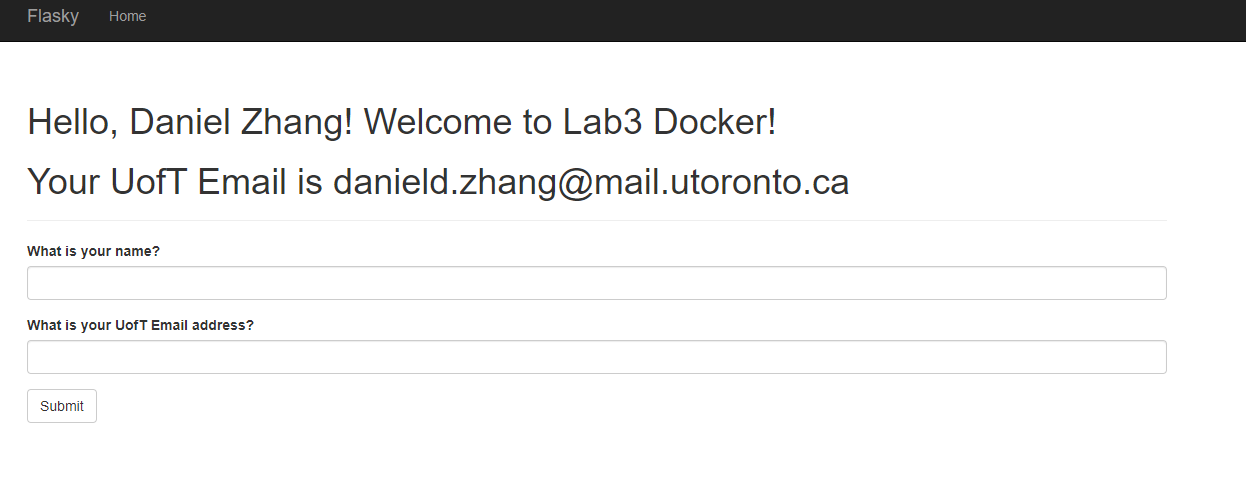 Flasky Home
Hello, Daniel Zhang! Welcome to Lab3 Docker!
Your UofT Email is danield.zhang@mail.utoronto.ca
What is your name?
What is your UofT Email address?
Submit